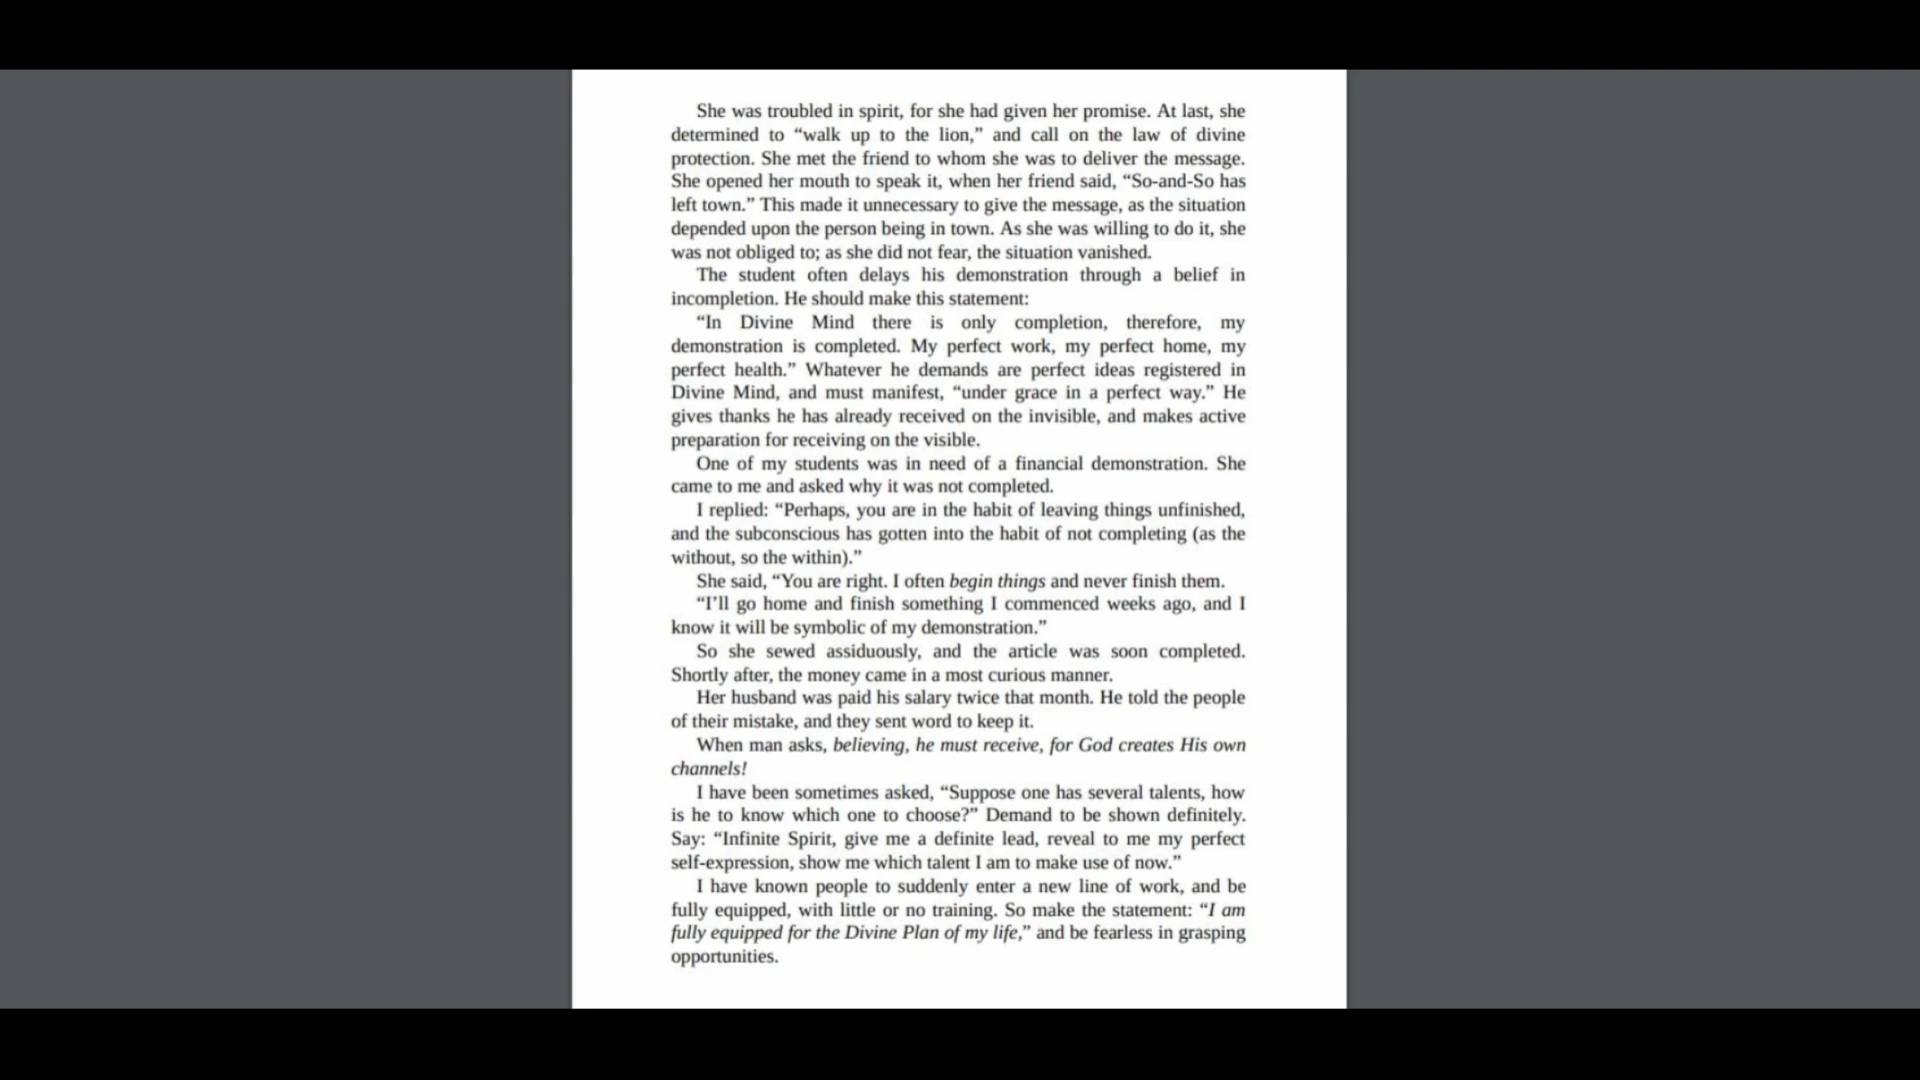 She was troubled in spirit, for she had given her promise. At last, she
determined to “walk up to the lion,” and call on the law of divine
protection. She met the friend to whom she was to deliver the message.
She opened her mouth to speak it, when her friend said, “So-and-So has
left town.” This made it unnecessary to give the message, as the situation
depended upon the person being in town. As she was willing to do it, she
was not obliged to; as she did not fear, the situation vanished.
The student often delays his demonstration through a belief in
incompletion. He should make this statement:
“In Divine Mind there is only completion, therefore, my
demonstration is completed. My perfect work, my perfect home, my
perfect health.” Whatever he demands are perfect ideas registered in
Divine Mind, and must manifest, “under grace in a perfect way.” He
gives thanks he has already received on the invisible, and makes active
preparation for receiving on the visible.
One of my students was in need of a financial demonstration. She
came to me and asked why it was not completed.
I replied: “Perhaps, you are in the habit of leaving things unfinished,
and the subconscious has gotten into the habit of not completing (as the
without, so the within).”
She said, “You are right. I often begin things and never finish them.
“I’ll go home and finish something I commenced weeks ago, and I
know it will be symbolic of my demonstration.”
So she sewed assiduously, and the article was soon completed.
Shortly after, the money came in a most curious manner.
Her husband was paid his salary twice that month. He told the people
of their mistake, and they sent word to keep it.
When man asks, believing, he must receive, for God creates His own
channels!
I have been sometimes asked, “Suppose one has several talents, how
is he to know which one to choose?” Demand to be shown definitely.
Say: “Infinite Spirit, give me a definite lead, reveal to me my perfect
self-expression, show me which talent I am to make use of now.”
I have known people to suddenly enter a new line of work, and be
fully equipped, with little or no training. So make the statement: “I am
fully equipped for the Divine Plan of my life,” and be fearless in grasping
opportunities.